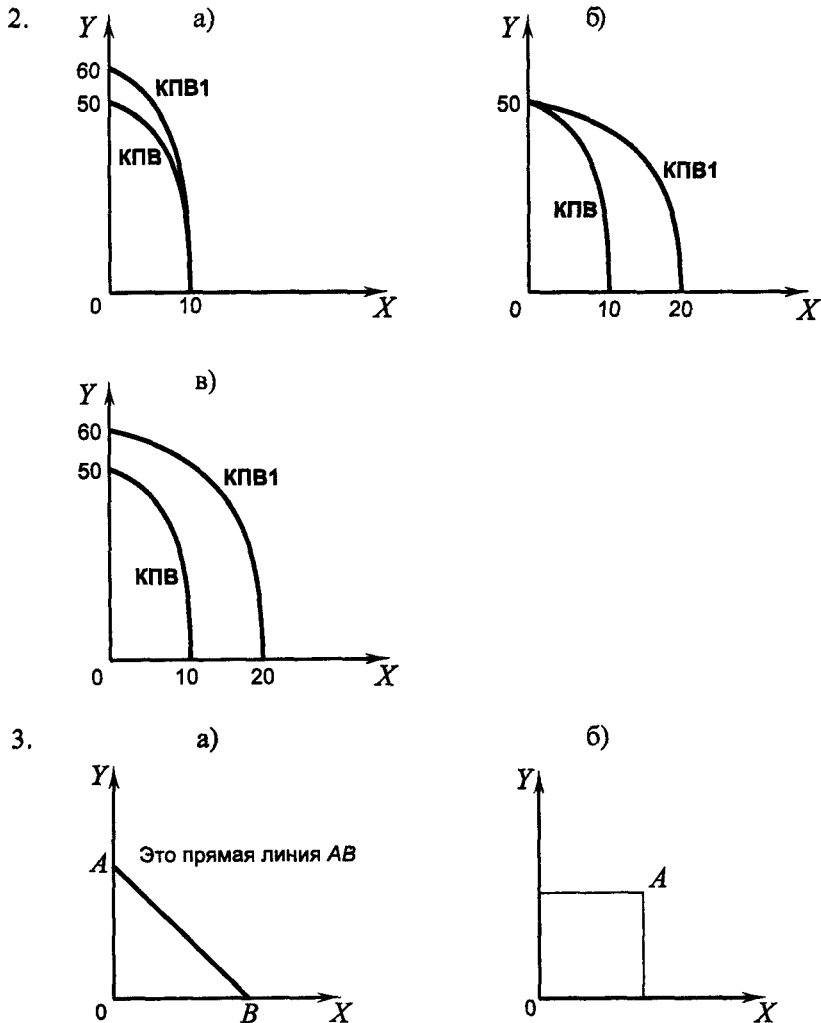 2. а) б)
Y Y
60 КПВ1
50 50
КПВ КПВ1
КПВ
0 10 X 0 10 20 X
в)
Y
60
50 КПВ1
КПВ
0 10 20 X
3. а) б)
Y Y
A Это прямая линия AB A
0 B X 0 X